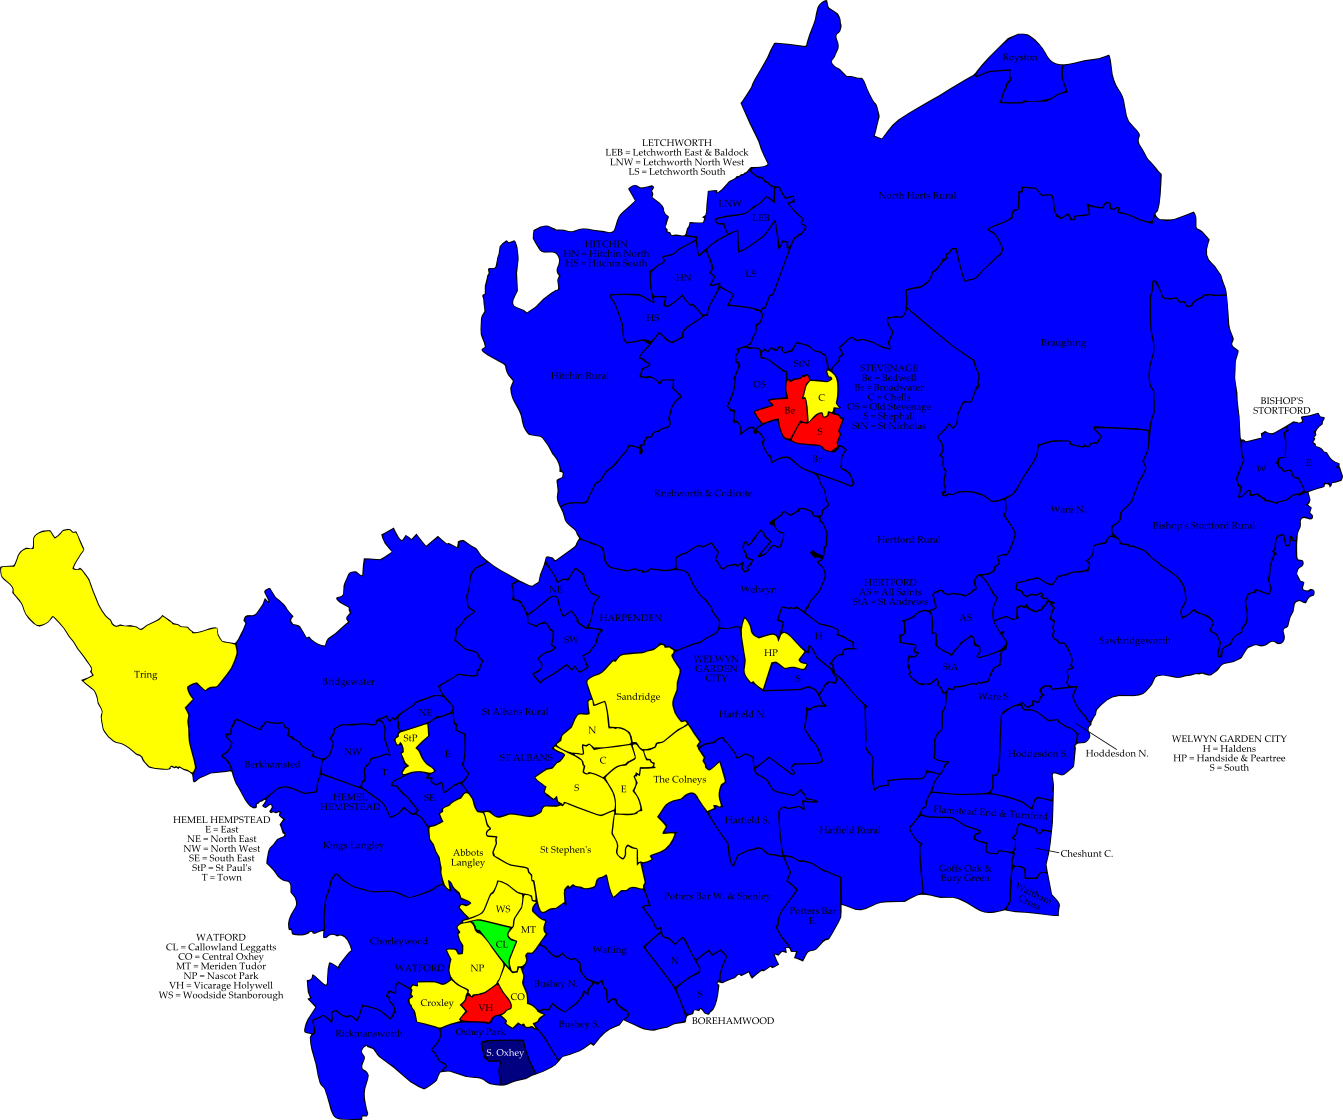 Royston
LETCHWORTH
LEB = Letchworth East & Baldock
LNW = Letchworth North West
LS = Letchworth South
North Herts Rural
LNW
LEB
HITCHIN
HN = Hitchin North
HS = Hitchin South
HN
LS
HS
Braughing
Hitchin Rural
StN
OS
C
Be
S
Br
STEVENAGE
Be = Bedwell
Br = Broadwater
C = Chells
OS = Old Stevenage
S = Shephall
StN = St Nicholas
BISHOP'S
STORTFORD
W
E
Knebworth & Codicote
Ware N.
Bishop's Stortford Rural
Hertford Rural
HERTFORD
AS = All Saints
StA = St Andrews
Welwyn
NE
HARPENDEN
SW
AS
StA
Sawbridgeworth
WELWYN
GARDEN
CITY
HP
H
S
Tring
Bridgewater
Sandridge
St Albans Rural
Hatfield N.
Ware S.
NE
StP
NW
E
T
SE
Berkhamsted
HEMEL
HEMPSTEAD
ST ALBANS
N
C
S
E
The Colneys
Hoddesdon S.
Hoddesdon N.
WELWYN GARDEN CITY
H = Haldens
HP = Handside & Peartree
S = South
HEMEL HEMPSTEAD
E = East
NE = North East
NW = North West
SE = South East
StP = St Paul's
T = Town
Kings Langley
Abbots
Langley
St Stephen's
Hatfield S.
Hatfield Rural
Flamstead End & Turnford
Cheshunt C.
Goffs Oak &
Bury Green
Waltham
Cross
Potters Bar W. & Shenley
Potters Bar
E.
WATFORD
CL = Callowland Leggatts
CO = Central Oxhey
MT = Meriden Tudor
NP = Nascot Park
VH = Vicarage Holywell
WS = Woodside Stanborough
Chorleywood
WATFORD
WS
MT
CL
NP
CO
VH
Croxley
Watling
Bushey N.
Bushey S.
N
S
BOREHAMWOOD
Rickmansworth
Oxhey Park
S. Oxhey